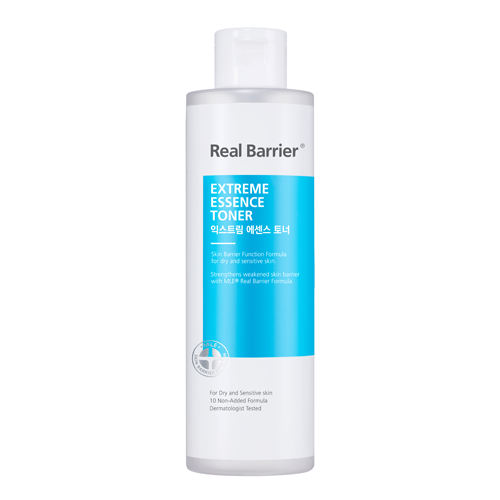 Real Barrier®
EXTREME
ESSENCE
TONER
익스트림 에센스 토너
Skin Barrier Function Formula
for dry and sensitive skin.
Strengthens weakened skin barrier
with MLE® Real Barrier Formula.
For Dry and Sensitive skin
10 Non-Added Formula
Dermatologist Tested